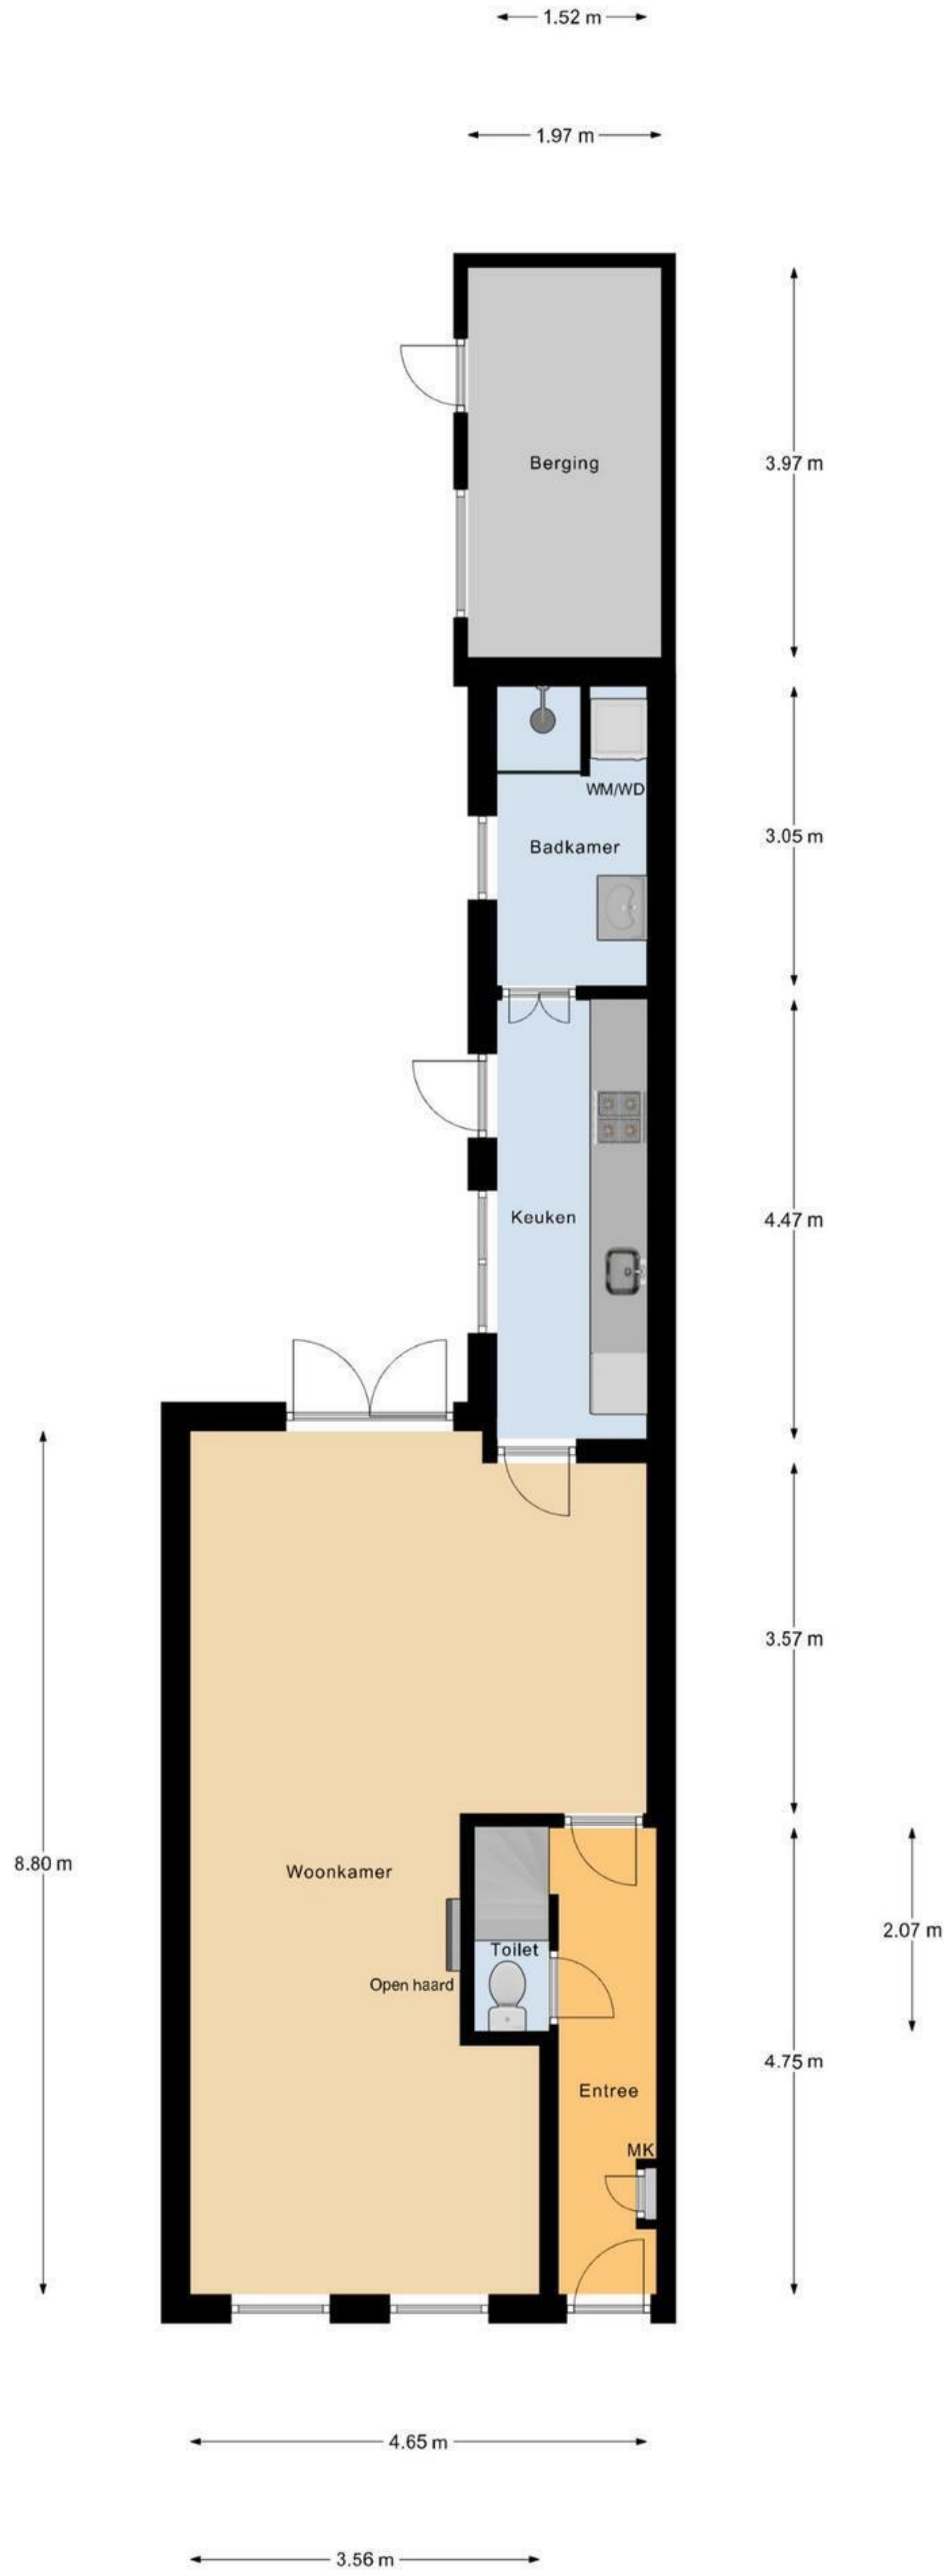 1.52 m
1.97 m
Berging
3.97 m
WM/WD
Badkamer
3.05 m
Keuken
4.47 m
3.57 m
Woonkamer
8.80 m
Toilet
2.07 m
Open haard
4.75 m
Entree
MK
4.65 m
3.56 m